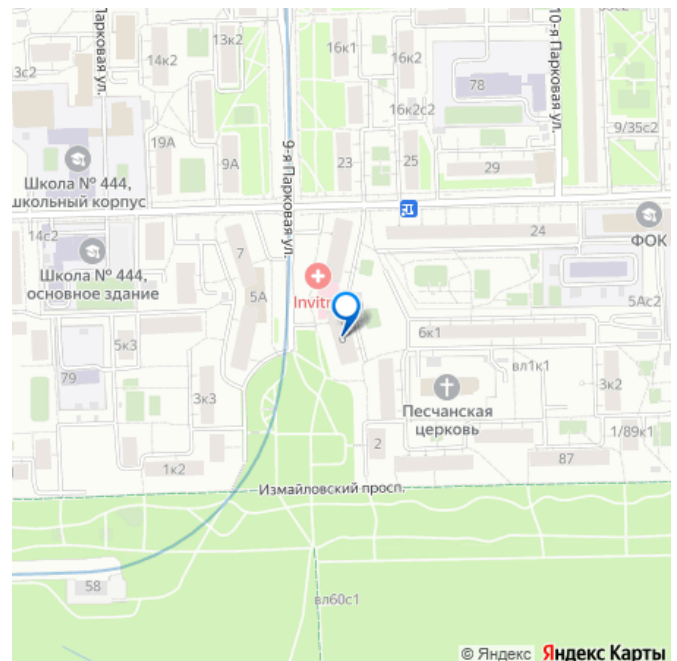 13к2
16к1
16к2
3с2
14к2
Парковая ул.
10-я Парковая ул.
78
16к2с2
19А
9А
9-я Парковая ул.
23
25
29
9/35с2
Школа № 444,
школьный корпус
14с2
24
ФОК
Школа № 444,
основное здание
7
5А
Invitr
5Ас2
5к3
6к1
вл1к1
79
3к3
Песчанская
церковь
3к2
2
1/89к1
1к2
87
Измайловский просп.
58
вл60с1
© Яндекс Яндекс Карты